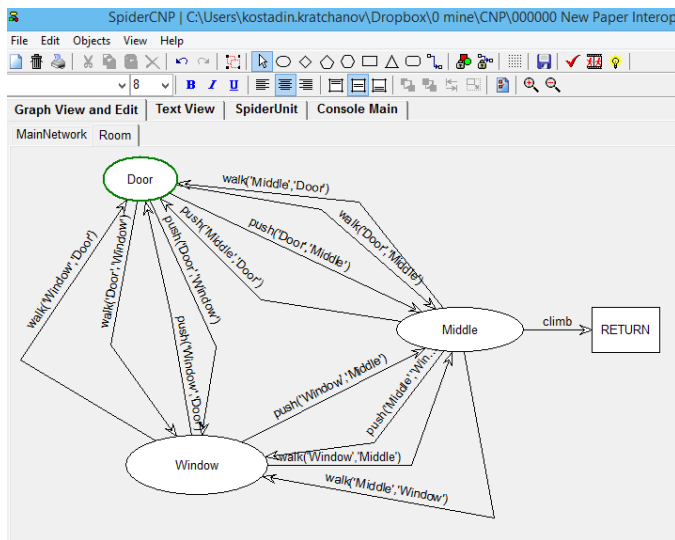 SpiderCNP | C:\Users\kostadin.kratchanov\Dropbox\0 mine\CNP\000000 New Paper Interop
File Edit Objects View Help
8 B I U
Graph View and Edit Text View SpiderUnit Console Main
MainNetwork Room
Door
walk('Middle','Door')
walk('Door','Middle')
push('Door','Middle')
push('Middle','Door')
push('Door','Window')
walk('Door','Window')
walk('Window','Door')
push('Window','Door')
Middle
climb
RETURN
push('Window','Middle')
push('Middle','Win...
Window
walk('Window','Middle')
walk('Middle','Window')